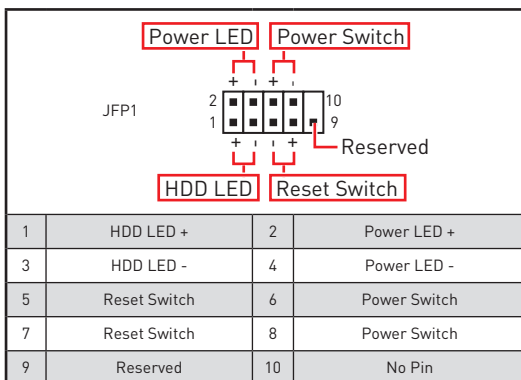 Power LED Power Switch
+ - + -
JFP1
2 10
1 9
+ - - +
Reserved
HDD LED Reset Switch
1 HDD LED + 2 Power LED +
3 HDD LED - 4 Power LED -
5 Reset Switch 6 Power Switch
7 Reset Switch 8 Power Switch
9 Reserved 10 No Pin